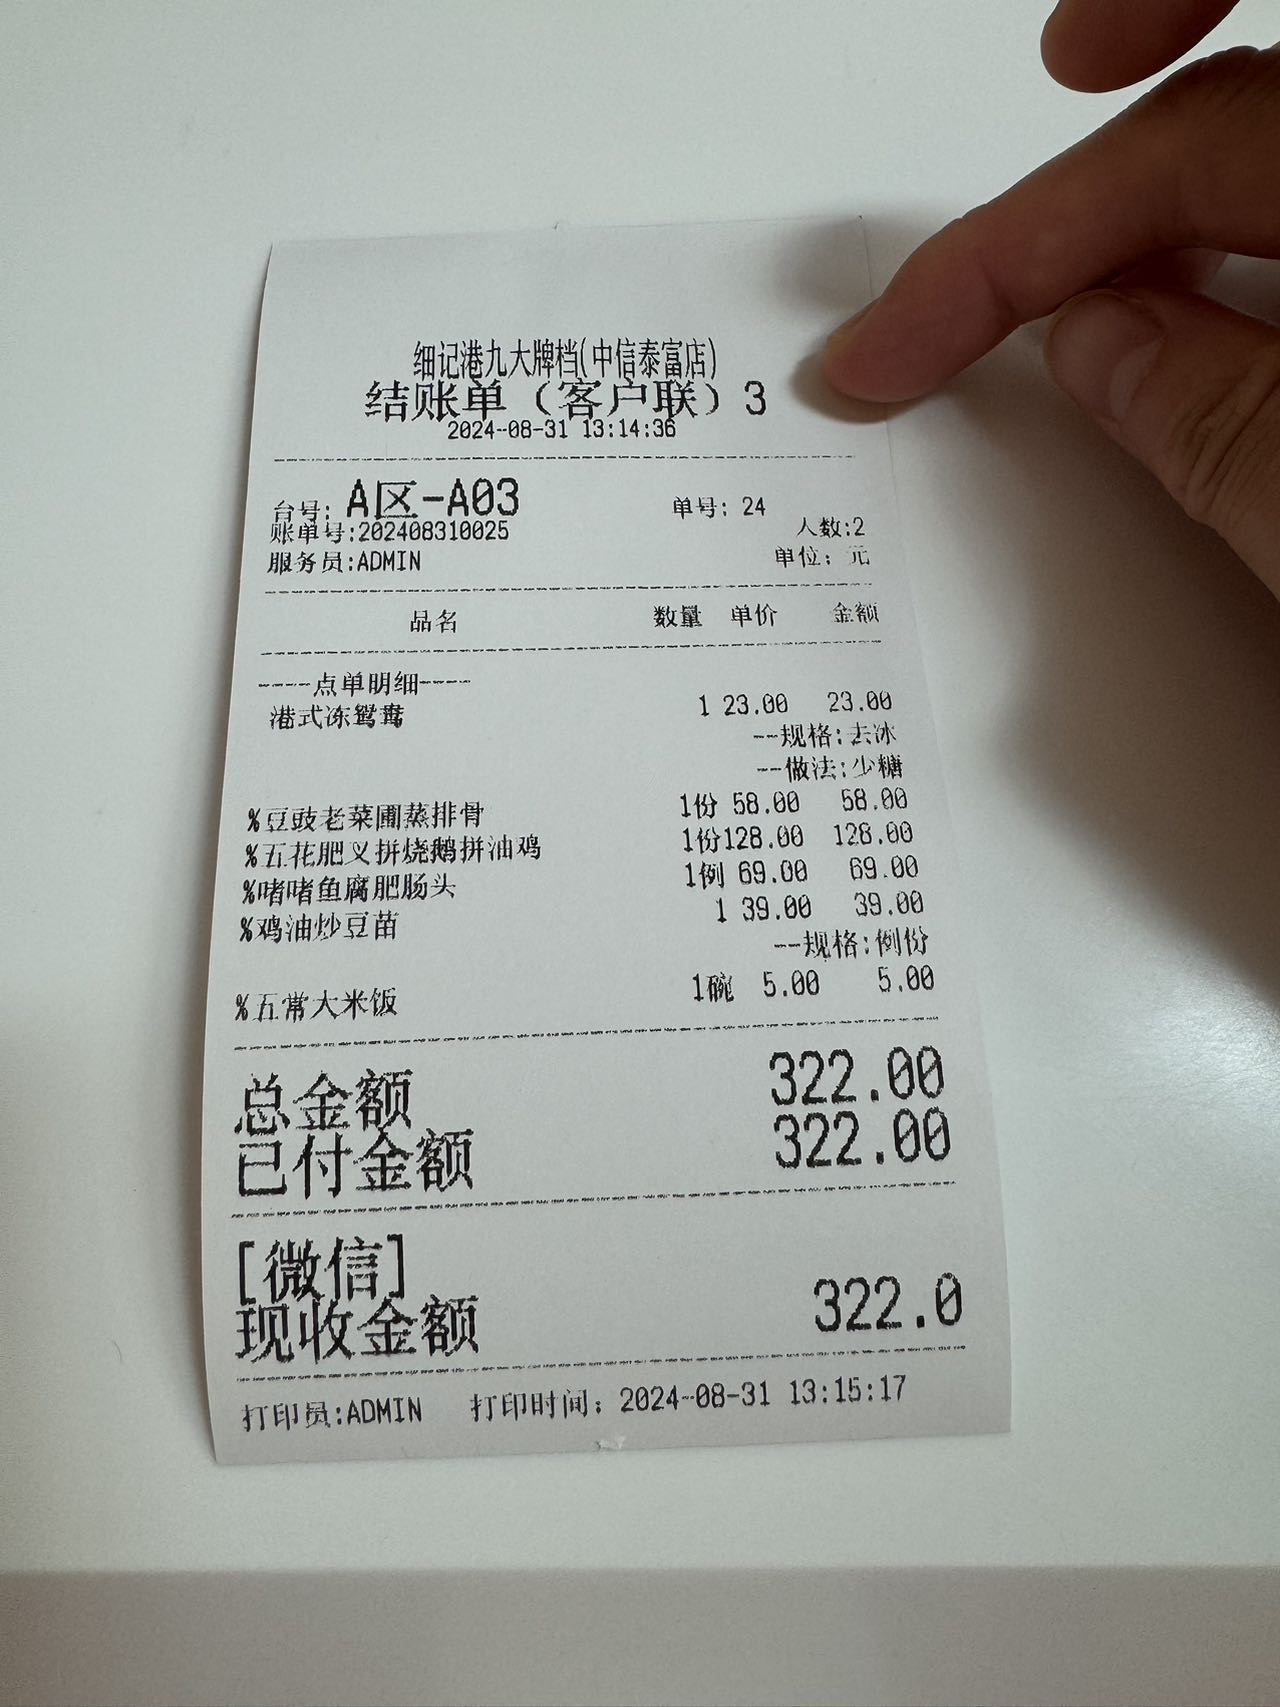 细记港九大牌档(中信泰富店)
结账单（客户联）3
2024-08-31 13:14:36
台号: A区-A03 单号: 24
账单号:202408310025 人数:2
服务员:ADMIN 单位: 元
品名 数量 单价 金额
----点单明细----
港式冻鸳鸯 1 23.00 23.00
--规格:去冰
--做法:少糖
%豆豉老菜圃蒸排骨 1份 58.00 58.00
%五花肥叉拼烧鹅拼油鸡 1份128.00 128.00
%啫啫鱼腐肥肠头 1例 69.00 69.00
%鸡油炒豆苗 1 39.00 39.00
--规格:例份
%五常大米饭 1碗 5.00 5.00
总金额 322.00
已付金额 322.00
[微信]
现收金额 322.0
打印员:ADMIN 打印时间: 2024-08-31 13:15:17